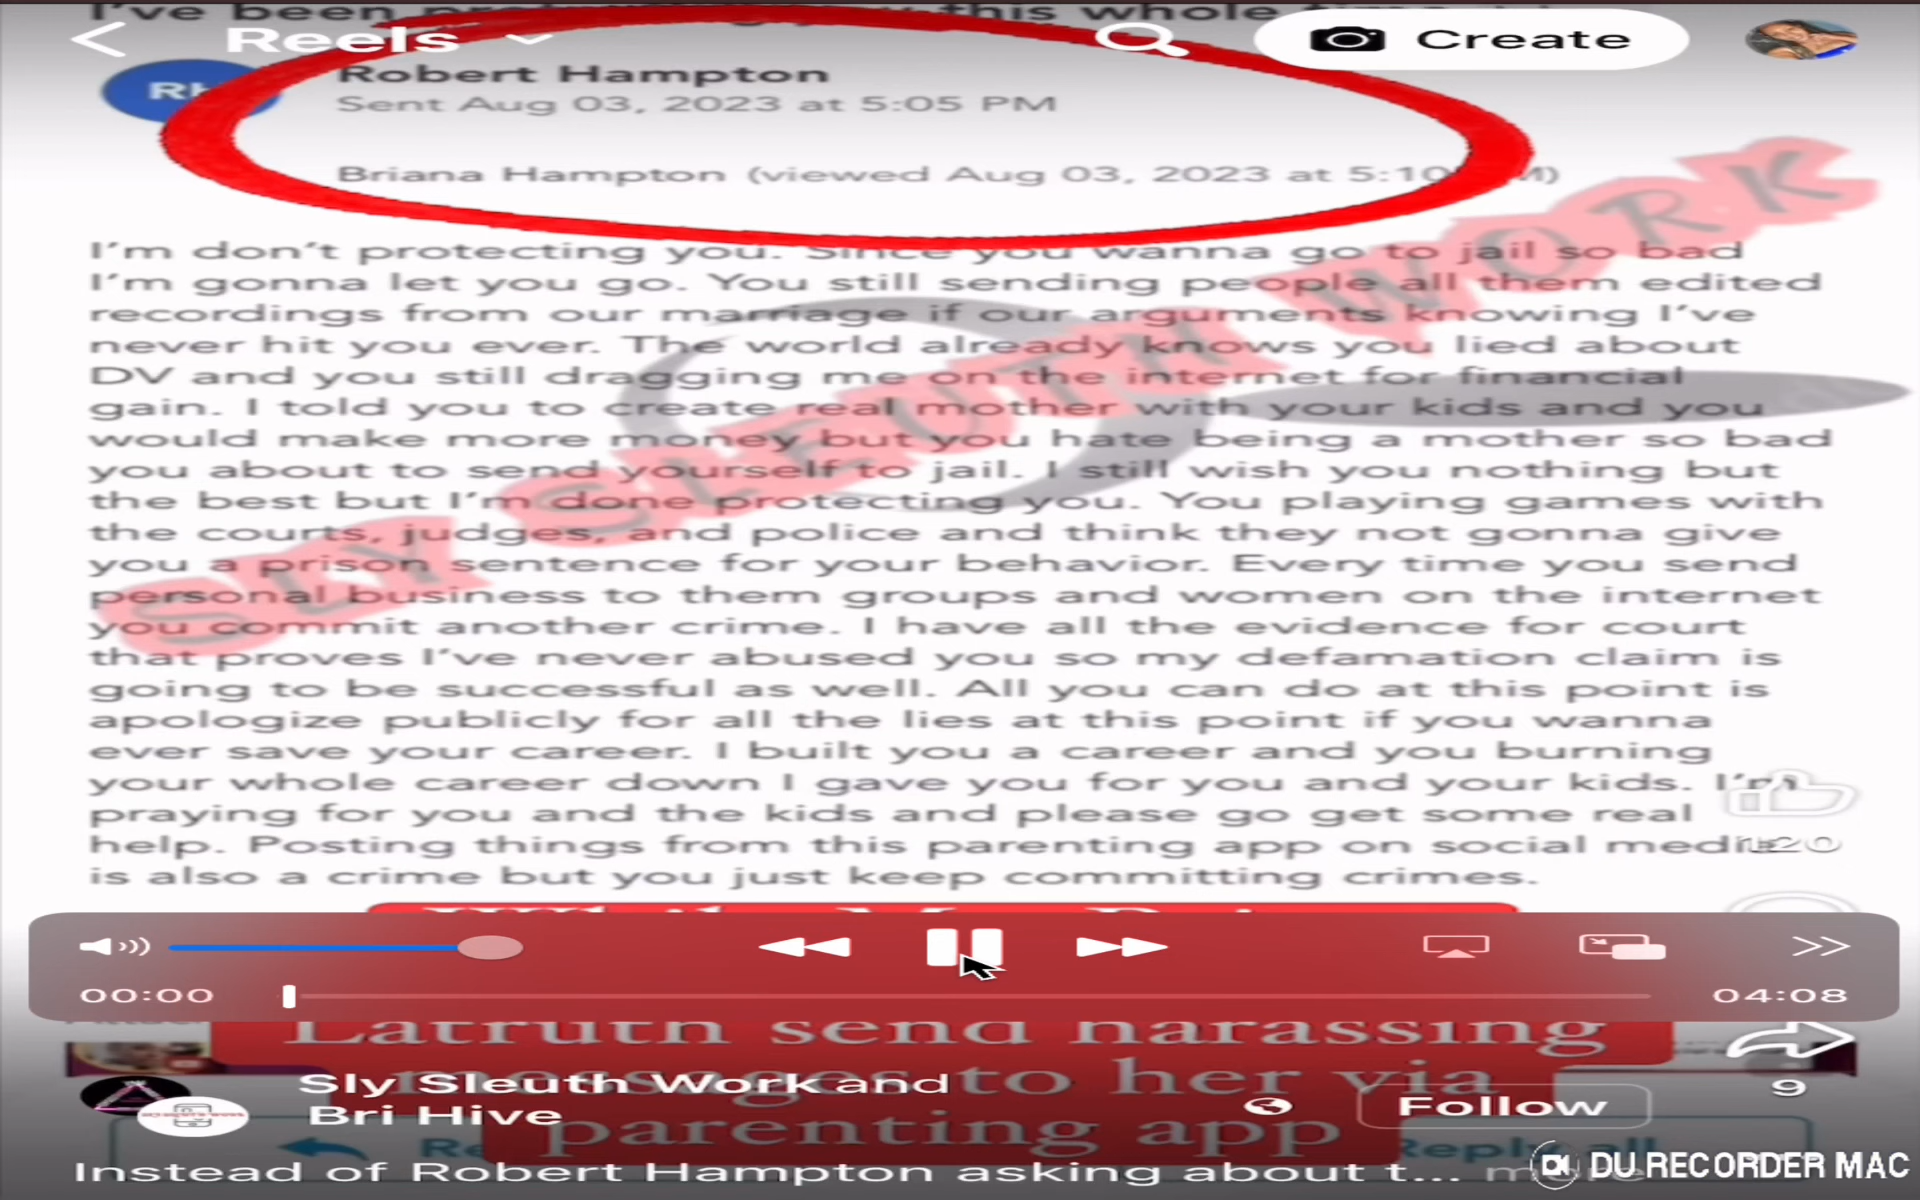 I've been
this whole time
Reels
Create
RH
Robert Hampton
Sent Aug 03, 2023 at 5:05 PM
Briana Hampton (viewed Aug 03, 2023 at 5:10 PM)
I'm don't protecting you. Since you wanna go to jail so bad
I'm gonna let you go. You still sending people all them edited
recordings from our marriage if our arguments knowing I've
never hit you ever. The world already knows you lied about
DV and you still dragging me on the internet for financial
gain. I told you to create real mother with your kids and you
would make more money but you hate being a mother so bad
you about to send yourself to jail. I still wish you nothing but
the best but I'm done protecting you. You playing games with
the courts, judges, and police and think they not gonna give
you a prison sentence for your behavior. Every time you send
personal business to them groups and women on the internet
you commit another crime. I have all the evidence for court
that proves I've never abused you so my defamation claim is
going to be successful as well. All you can do at this point is
apologize publicly for all the lies at this point if you wanna
ever save your career. I built you a career and you burning
your whole career down I gave you for you and your kids. I'm
praying for you and the kids and please go get some real
help. Posting things from this parenting app on social media
is also a crime but you just keep committing crimes.
SLY SLEUTH WORK
120
00:00
04:08
Latruth send harassing
messages to her via
parenting app
Sly Sleuth Work and
Bri Hive
Follow
9
Reply all
Instead of Robert Hampton asking about t... more
DU RECORDER MAC